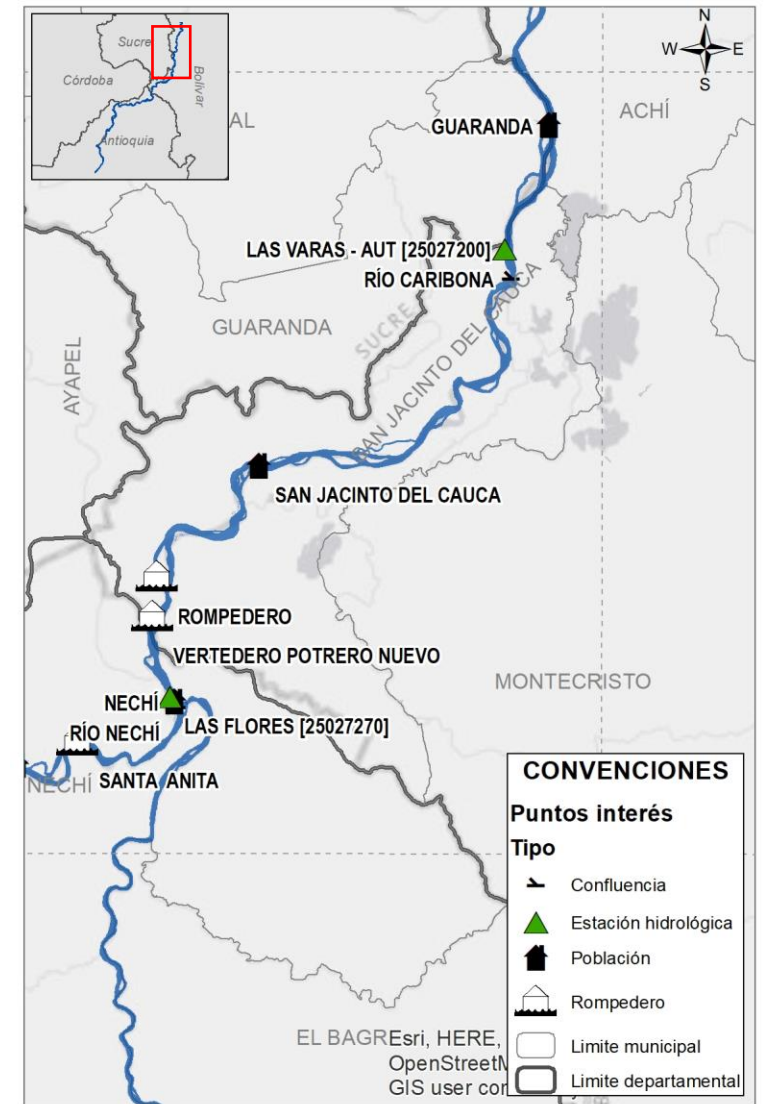 Sucre
Córdoba
Bolívar
Antioquia
N
W E
S
AL
ACHÍ
GUARANDA
LAS VARAS - AUT [25027200]
RÍO CARIBONA
GUARANDA
SUCRE
SAN JACINTO DEL CAUCA
AYAPEL
SAN JACINTO DEL CAUCA
ROMPEDERO
VERTEDERO POTRERO NUEVO
MONTECRISTO
NECHÍ
LAS FLORES [25027270]
RÍO NECHÍ
NECHÍ
SANTA ANITA
EL BAGRE
Esri, HERE,
OpenStreetM
GIS user con
CONVENCIONES
Puntos interés
Tipo
Confluencia
Estación hidrológica
Población
Rompedero
Limite municipal
Limite departamental